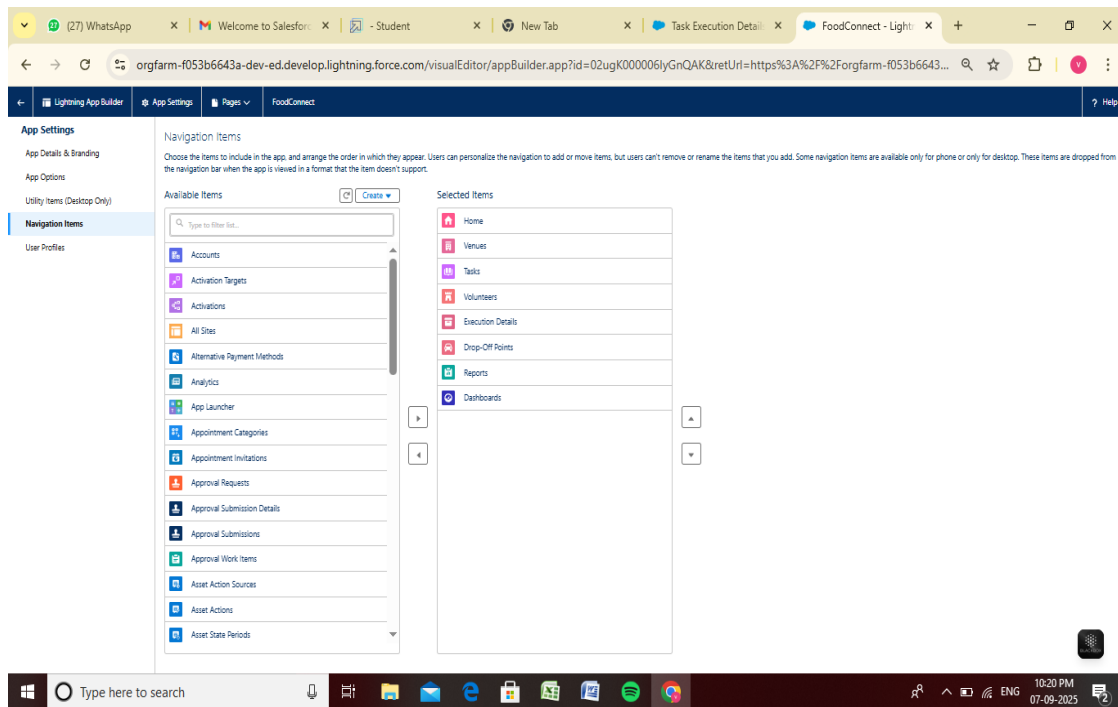 (27) WhatsApp
Welcome to Salesforc
- Student
New Tab
Task Execution Detail
FoodConnect - Lightn
orgfarm-f053b6643a-dev-ed.develop.lightning.force.com/visualEditor/appBuilder.app?id=02ugK000006IyGnQAK&retUrl=https%3A%2F%2Forgfarm-f053b6643...
V
Lightning App Builder
App Settings
Pages
FoodConnect
? Help
App Settings
App Details & Branding
App Options
Utility Items (Desktop Only)
Navigation Items
User Profiles
Navigation Items
Choose the items to include in the app, and arrange the order in which they appear. Users can personalize the navigation to add or move items, but users can't remove or rename the items that you add. Some navigation items are available only for phone or only for desktop. These items are dropped from
the navigation bar when the app is viewed in a format that the item doesn't support.
Available Items
Create
Type to filter list...
Accounts
Activation Targets
Activations
All Sites
Alternative Payment Methods
Analytics
App Launcher
Appointment Categories
Appointment Invitations
Approval Requests
Approval Submission Details
Approval Submissions
Approval Work Items
Asset Action Sources
Asset Actions
Asset State Periods
Selected Items
Home
Venues
Tasks
Volunteers
Execution Details
Drop-Off Points
Reports
Dashboards
Type here to search
ENG
10:20 PM
07-09-2025
2